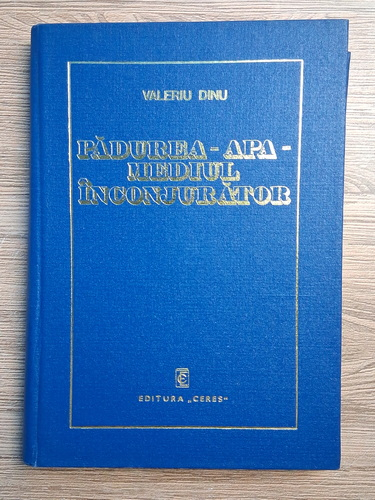 VALERIU DINU
PĂDUREA - APA -
MEDIUL
ÎNCONJURĂTOR
EDITURA „CERES"